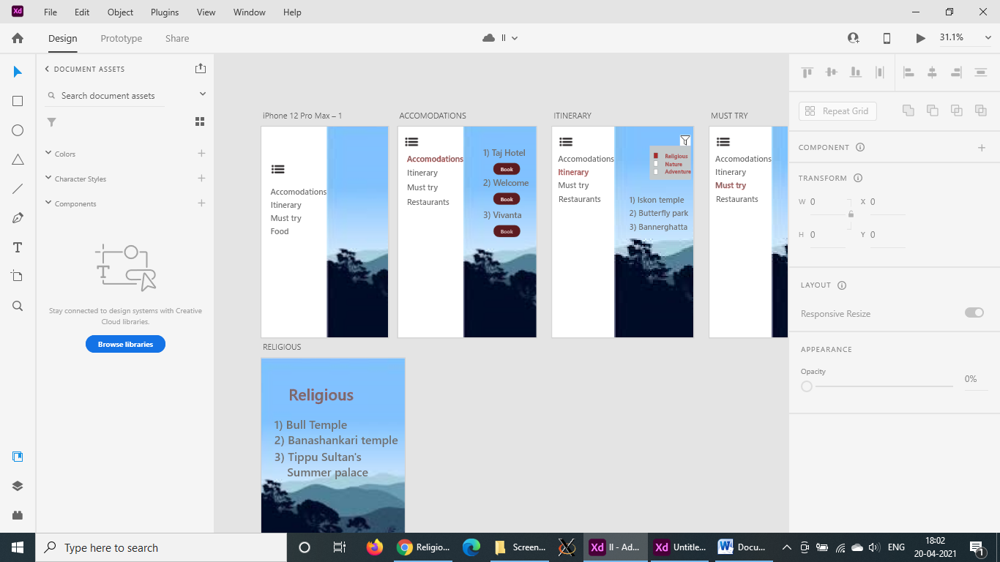 Xd File Edit Object Plugins View Window Help
Design Prototype Share II 31.1%
DOCUMENT ASSETS
Search document assets
Colors
Character Styles
Components
Stay connected to design systems with Creative
Cloud libraries.
Browse libraries
iPhone 12 Pro Max – 1
Accomodations
Itinerary
Must try
Food
ACCOMODATIONS
Accomodations
Itinerary
Must try
Restaurants
1) Taj Hotel
Book
2) Welcome
Book
3) Vivanta
Book
ITINERARY
Accomodations
Itinerary
Must try
Restaurants
Religious
Nature
Adventure
1) Iskon temple
2) Butterfly park
3) Bannerghatta
MUST TRY
Accomodations
Itinerary
Must try
Restaurants
RELIGIOUS
Religious
1) Bull Temple
2) Banashankari temple
3) Tippu Sultan's
Summer palace
Repeat Grid
COMPONENT
TRANSFORM
W 0 X 0
H 0 Y 0
LAYOUT
Responsive Resize
APPEARANCE
Opacity
0%
Type here to search
Religio...
Screen...
Xd II - Ad...
Xd Untitle...
Docu...
ENG
18:02
20-04-2021
1